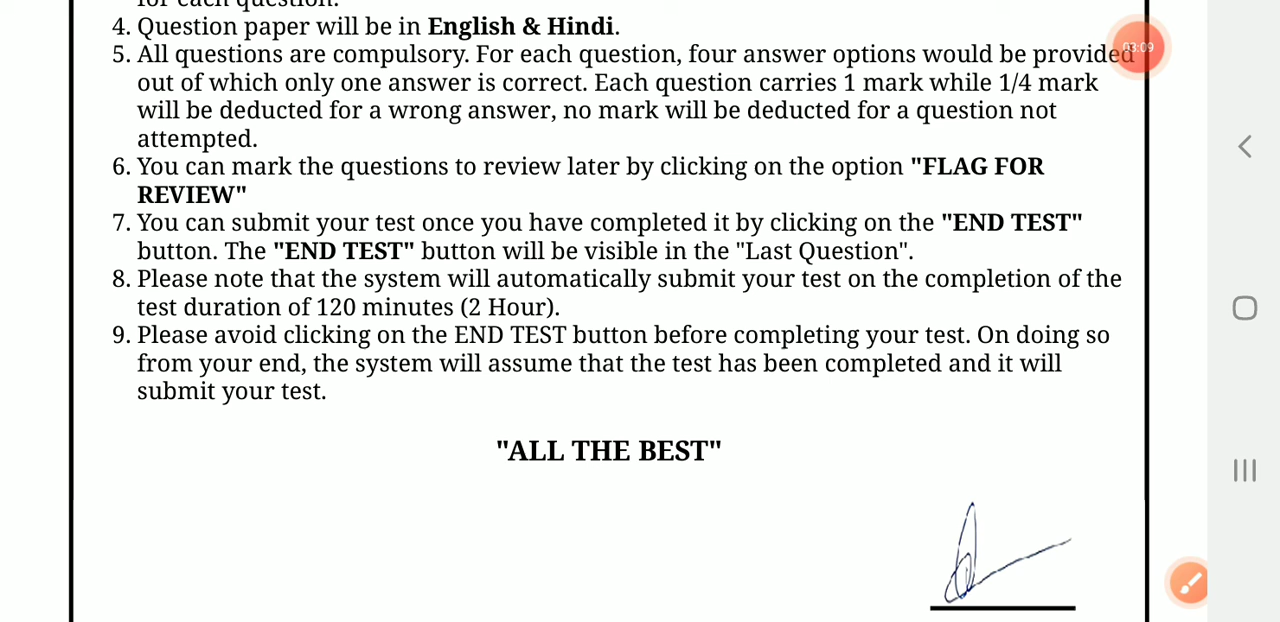 for each question.
4. Question paper will be in English & Hindi.
5. All questions are compulsory. For each question, four answer options would be provided
out of which only one answer is correct. Each question carries 1 mark while 1/4 mark
will be deducted for a wrong answer, no mark will be deducted for a question not
attempted.
6. You can mark the questions to review later by clicking on the option "FLAG FOR
REVIEW"
7. You can submit your test once you have completed it by clicking on the "END TEST"
button. The "END TEST" button will be visible in the "Last Question".
8. Please note that the system will automatically submit your test on the completion of the
test duration of 120 minutes (2 Hour).
9. Please avoid clicking on the END TEST button before completing your test. On doing so
from your end, the system will assume that the test has been completed and it will
submit your test.
"ALL THE BEST"
03:09